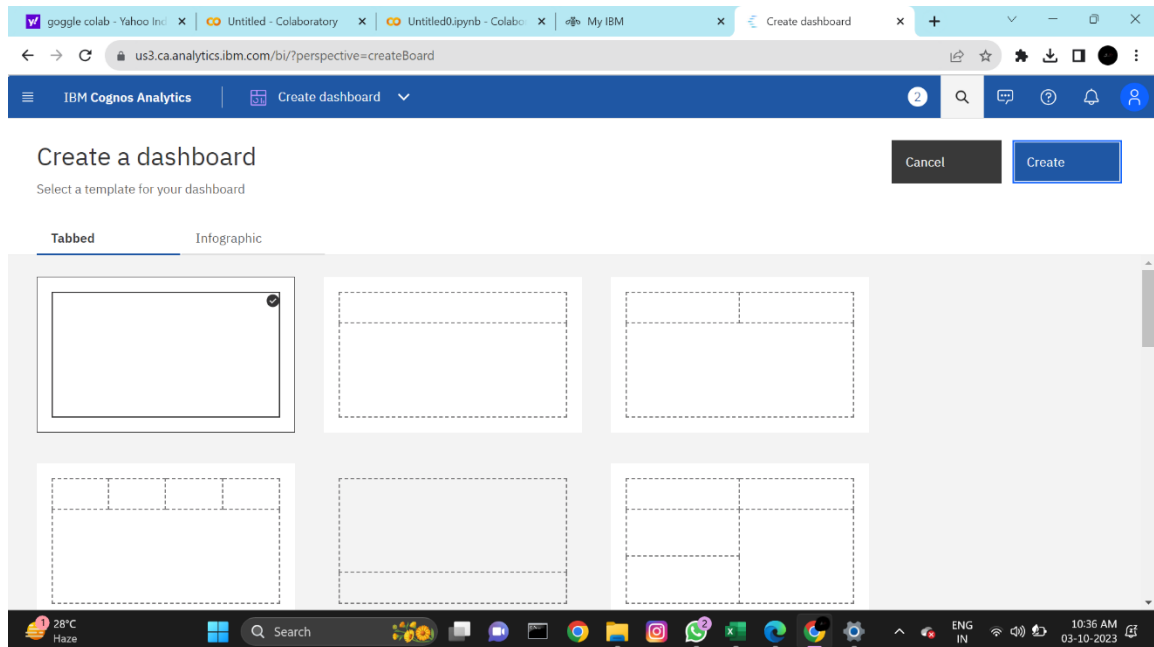 goggle colab - Yahoo Ind
Untitled - Colaboratory
Untitled0.ipynb - Colabo
My IBM
Create dashboard
us3.ca.analytics.ibm.com/bi/?perspective=createBoard
IBM Cognos Analytics
Create dashboard
2
Create a dashboard
Cancel
Create
Select a template for your dashboard
Tabbed
Infographic
1
28°C
Haze
Search
2
ENG
IN
10:36 AM
03-10-2023